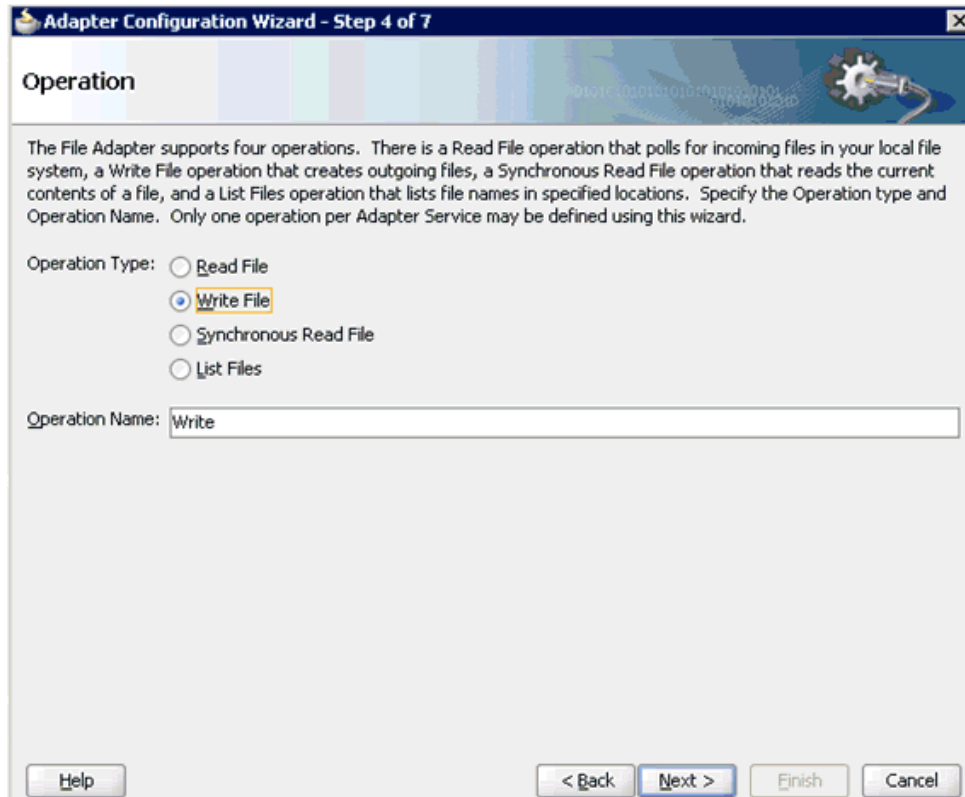 Adapter Configuration Wizard - Step 4 of 7
Operation
The File Adapter supports four operations. There is a Read File operation that polls for incoming files in your local file
system, a Write File operation that creates outgoing files, a Synchronous Read File operation that reads the current
contents of a file, and a List Files operation that lists file names in specified locations. Specify the Operation type and
Operation Name. Only one operation per Adapter Service may be defined using this wizard.
Operation Type: Read File
Write File
Synchronous Read File
List Files
Operation Name: Write
Help < Back Next > Finish Cancel